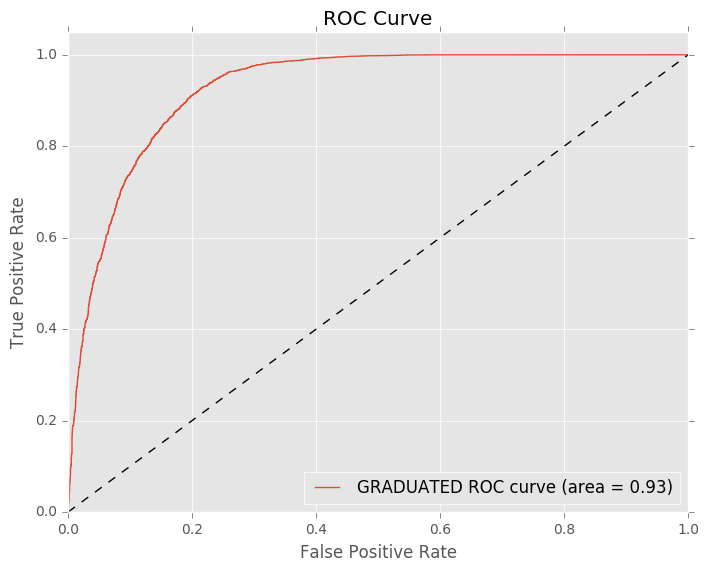 ROC Curve
1.0
0.8
0.6
0.4
0.2
0.0
True Positive Rate
GRADUATED ROC curve (area = 0.93)
0.0 0.2 0.4 0.6 0.8 1.0
False Positive Rate